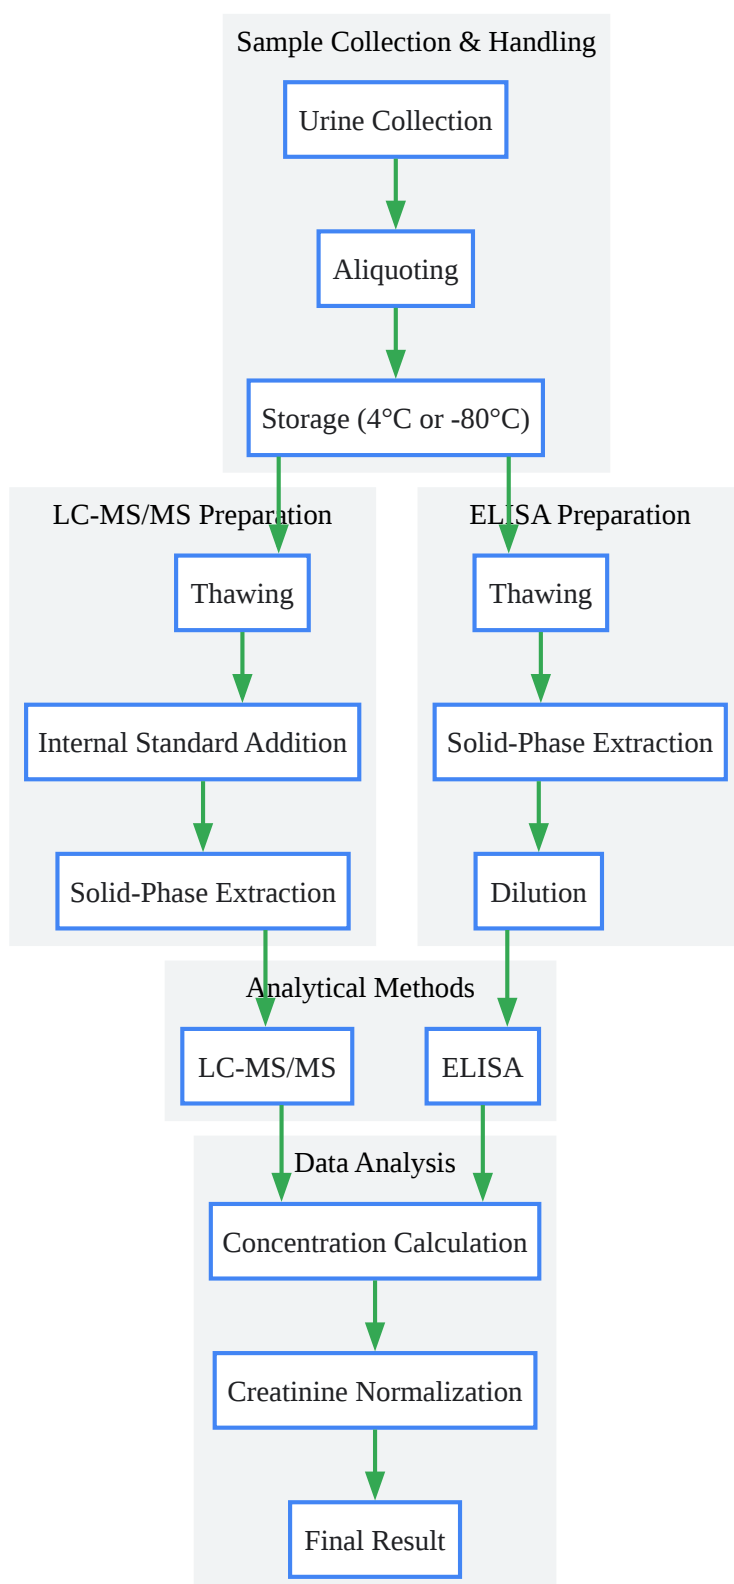 Sample Collection & Handling
Urine Collection
Aliquoting
Storage (4°C or -80°C)
LC-MS/MS Preparation
Thawing
Internal Standard Addition
Solid-Phase Extraction
ELISA Preparation
Thawing
Solid-Phase Extraction
Dilution
Analytical Methods
LC-MS/MS
ELISA
Data Analysis
Concentration Calculation
Creatinine Normalization
Final Result